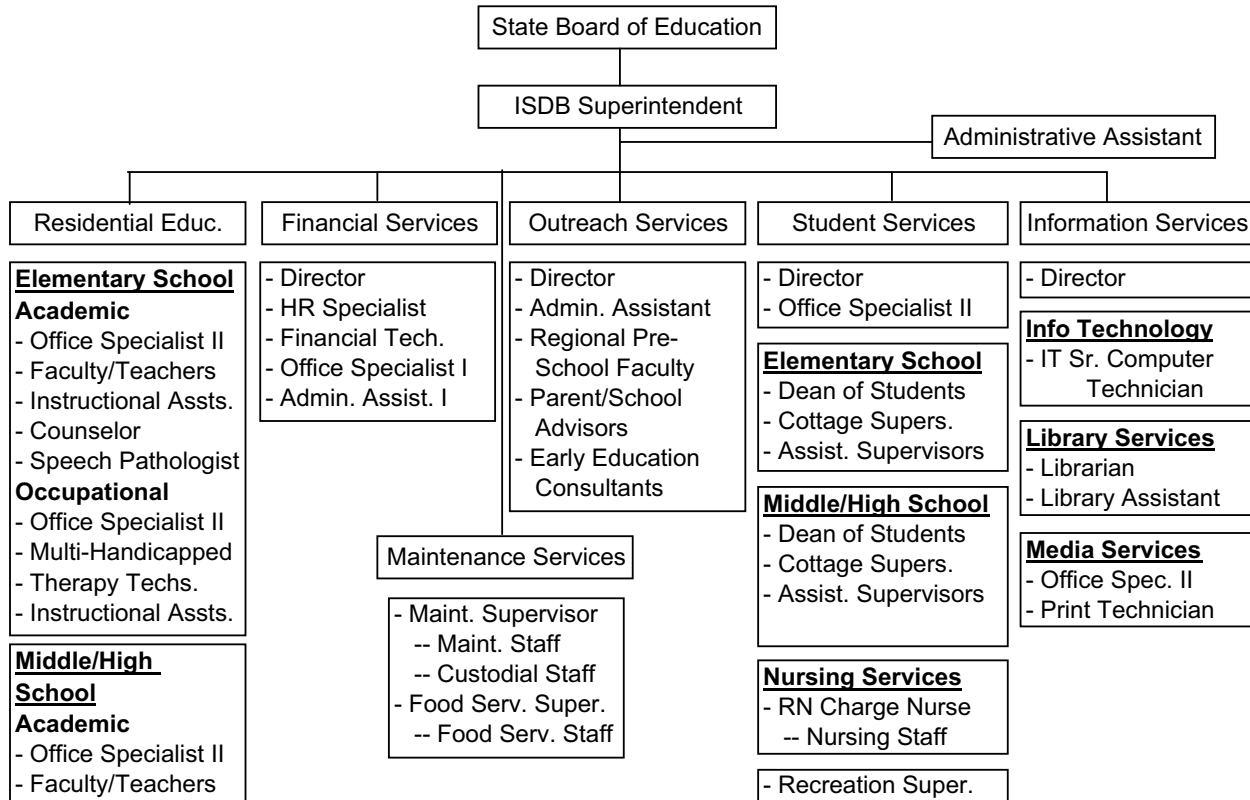 State Board of Education
ISDB Superintendent
Administrative Assistant
Residential Educ.
Elementary School
Academic
- Office Specialist II
- Faculty/Teachers
- Instructional Assts.
- Counselor
- Speech Pathologist
Occupational
- Office Specialist II
- Multi-Handicapped
- Therapy Techs.
- Instructional Assts.
Middle/High
School
Academic
- Office Specialist II
- Faculty/Teachers
Financial Services
- Director
- HR Specialist
- Financial Tech.
- Office Specialist I
- Admin. Assist. I
Maintenance Services
- Maint. Supervisor
-- Maint. Staff
-- Custodial Staff
- Food Serv. Super.
-- Food Serv. Staff
Outreach Services
- Director
- Admin. Assistant
- Regional Pre-
School Faculty
- Parent/School
Advisors
- Early Education
Consultants
Student Services
- Director
- Office Specialist II
Elementary School
- Dean of Students
- Cottage Supers.
- Assist. Supervisors
Middle/High School
- Dean of Students
- Cottage Supers.
- Assist. Supervisors
Nursing Services
- RN Charge Nurse
-- Nursing Staff
- Recreation Super.
Information Services
- Director
Info Technology
- IT Sr. Computer
Technician
Library Services
- Librarian
- Library Assistant
Media Services
- Office Spec. II
- Print Technician